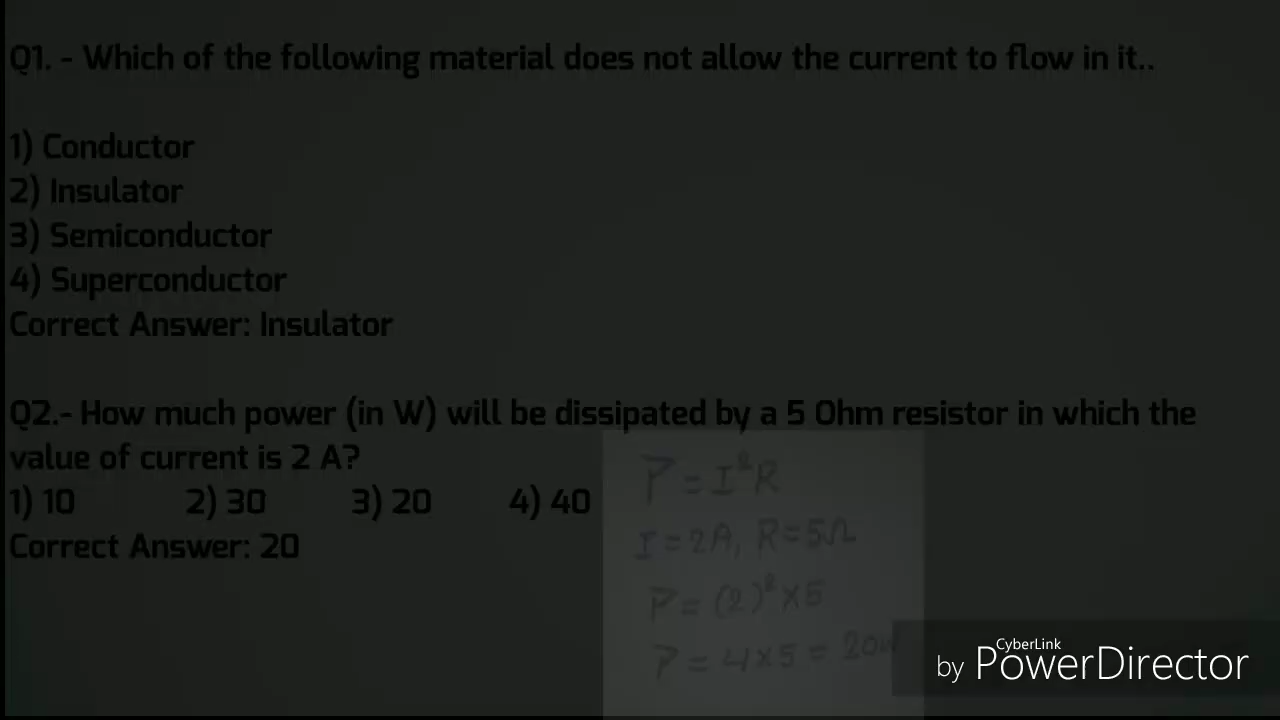 Q1. - Which of the following material does not allow the current to flow in it..
1) Conductor
2) Insulator
3) Semiconductor
4) Superconductor
Correct Answer: Insulator
Q2.- How much power (in W) will be dissipated by a 5 Ohm resistor in which the
value of current is 2 A?
1) 10 2) 30 3) 20 4) 40
Correct Answer: 20
P = I²R
I = 2A, R = 5Ω
P = (2)² × 5
P = 4 × 5 = 20W
CyberLink
by PowerDirector